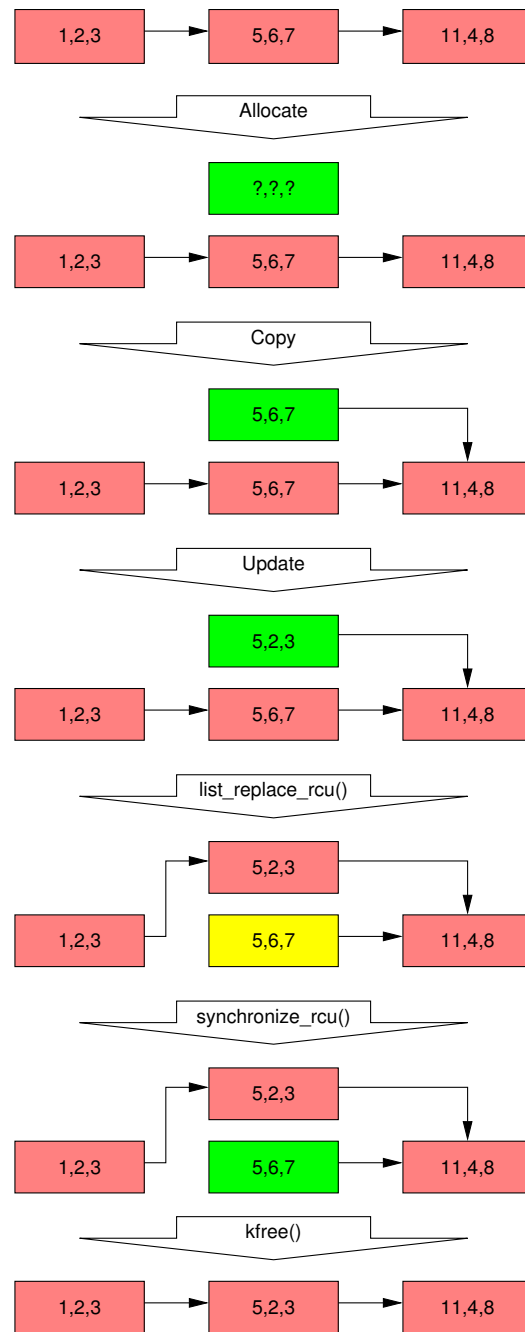 1,2,3 5,6,7 11,4,8
Allocate
?,?,?
1,2,3 5,6,7 11,4,8
Copy
5,6,7
1,2,3 5,6,7 11,4,8
Update
5,2,3
1,2,3 5,6,7 11,4,8
list_replace_rcu()
5,2,3
1,2,3 5,6,7 11,4,8
synchronize_rcu()
5,2,3
1,2,3 5,6,7 11,4,8
kfree()
1,2,3 5,2,3 11,4,8